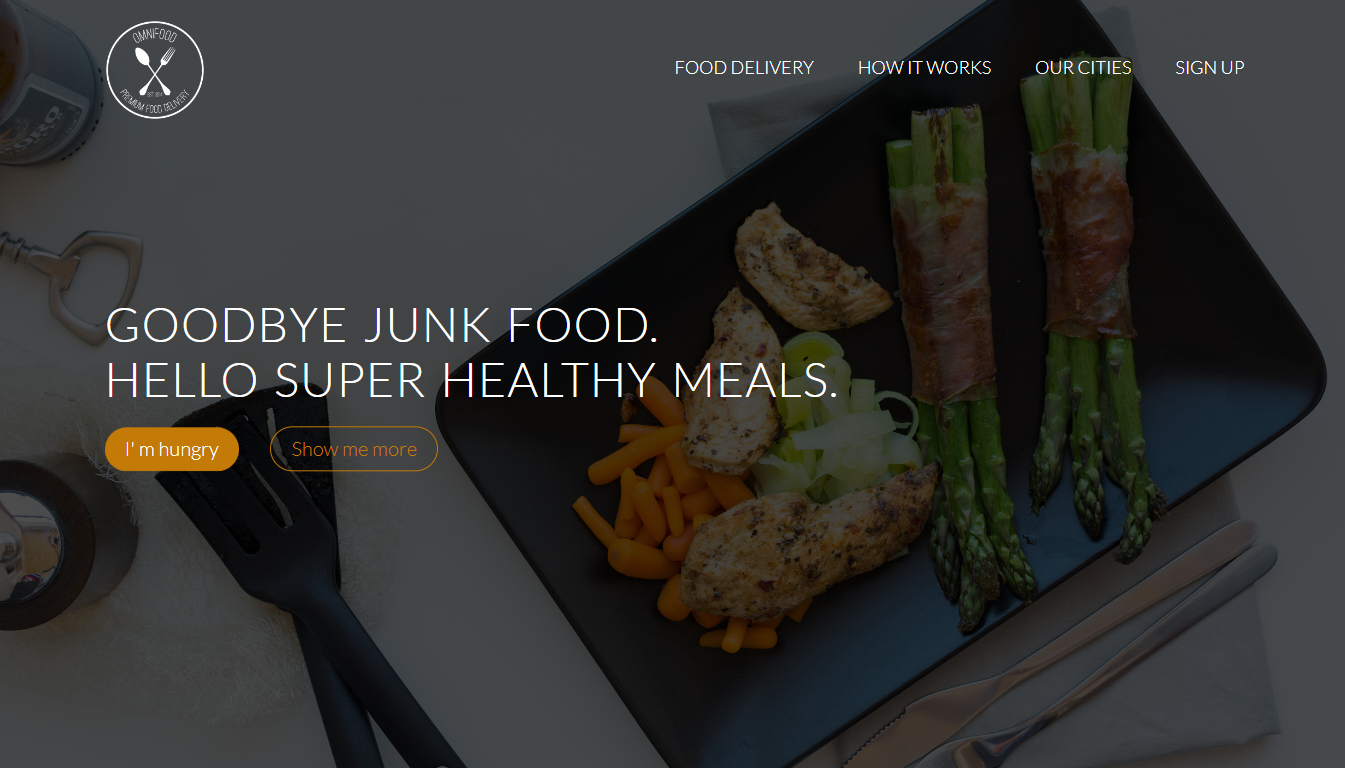 OMNIFOOD
EST. 2014
PREMIUM FOOD DELIVERY
FOOD DELIVERY
HOW IT WORKS
OUR CITIES
SIGN UP
GOODBYE JUNK FOOD.
HELLO SUPER HEALTHY MEALS.
I' m hungry
Show me more